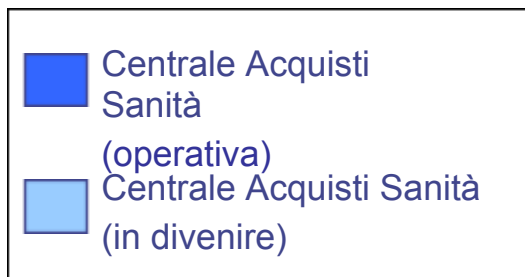 Centrale Acquisti
Sanità
(operativa)
Centrale Acquisti Sanità
(in divenire)